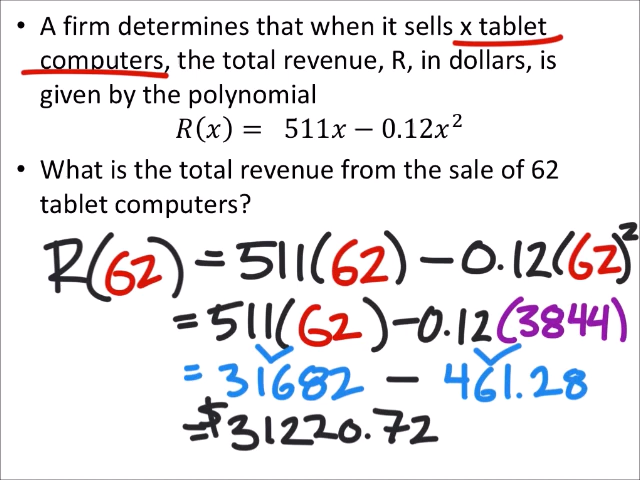 • A firm determines that when it sells x tablet
computers, the total revenue, R, in dollars, is
given by the polynomial
R(x) = 511x − 0.12x²
• What is the total revenue from the sale of 62
tablet computers?
R(62) = 511(62) − 0.12(62)²
= 511(62) − 0.12(3844)
= 31682 − 461.28
= $31220.72